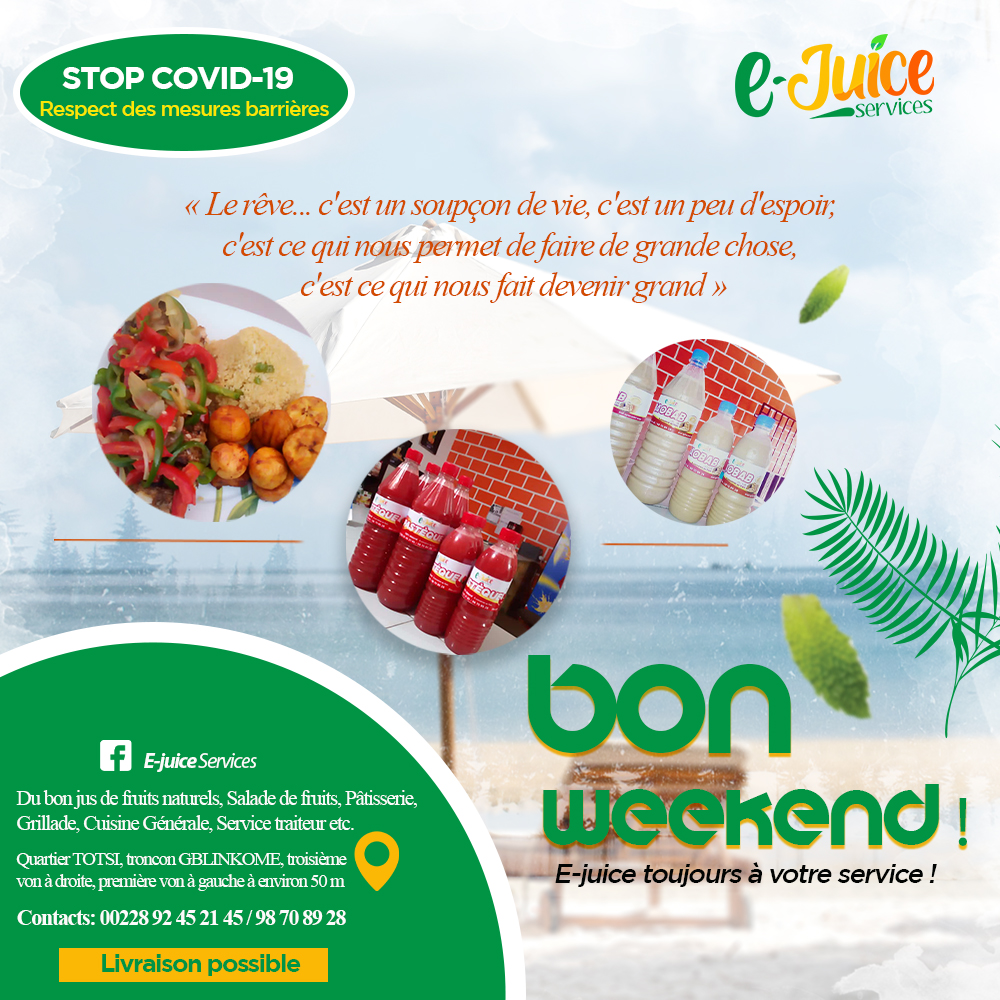 STOP COVID-19
Respect des mesures barrières
e-Juice
services
« Le rêve... c'est un soupçon de vie, c'est un peu d'espoir,
c'est ce qui nous permet de faire de grande chose,
c'est ce qui nous fait devenir grand »
bon
weekend !
E-juice toujours à votre service !
E-juice Services
Du bon jus de fruits naturels, Salade de fruits, Pâtisserie,
Grillade, Cuisine Générale, Service traiteur etc.
Quartier TOTSI, troncon GBLINKOME, troisième
von à droite, première von à gauche à environ 50 m
Contacts: 00228 92 45 21 45 / 98 70 89 28
Livraison possible